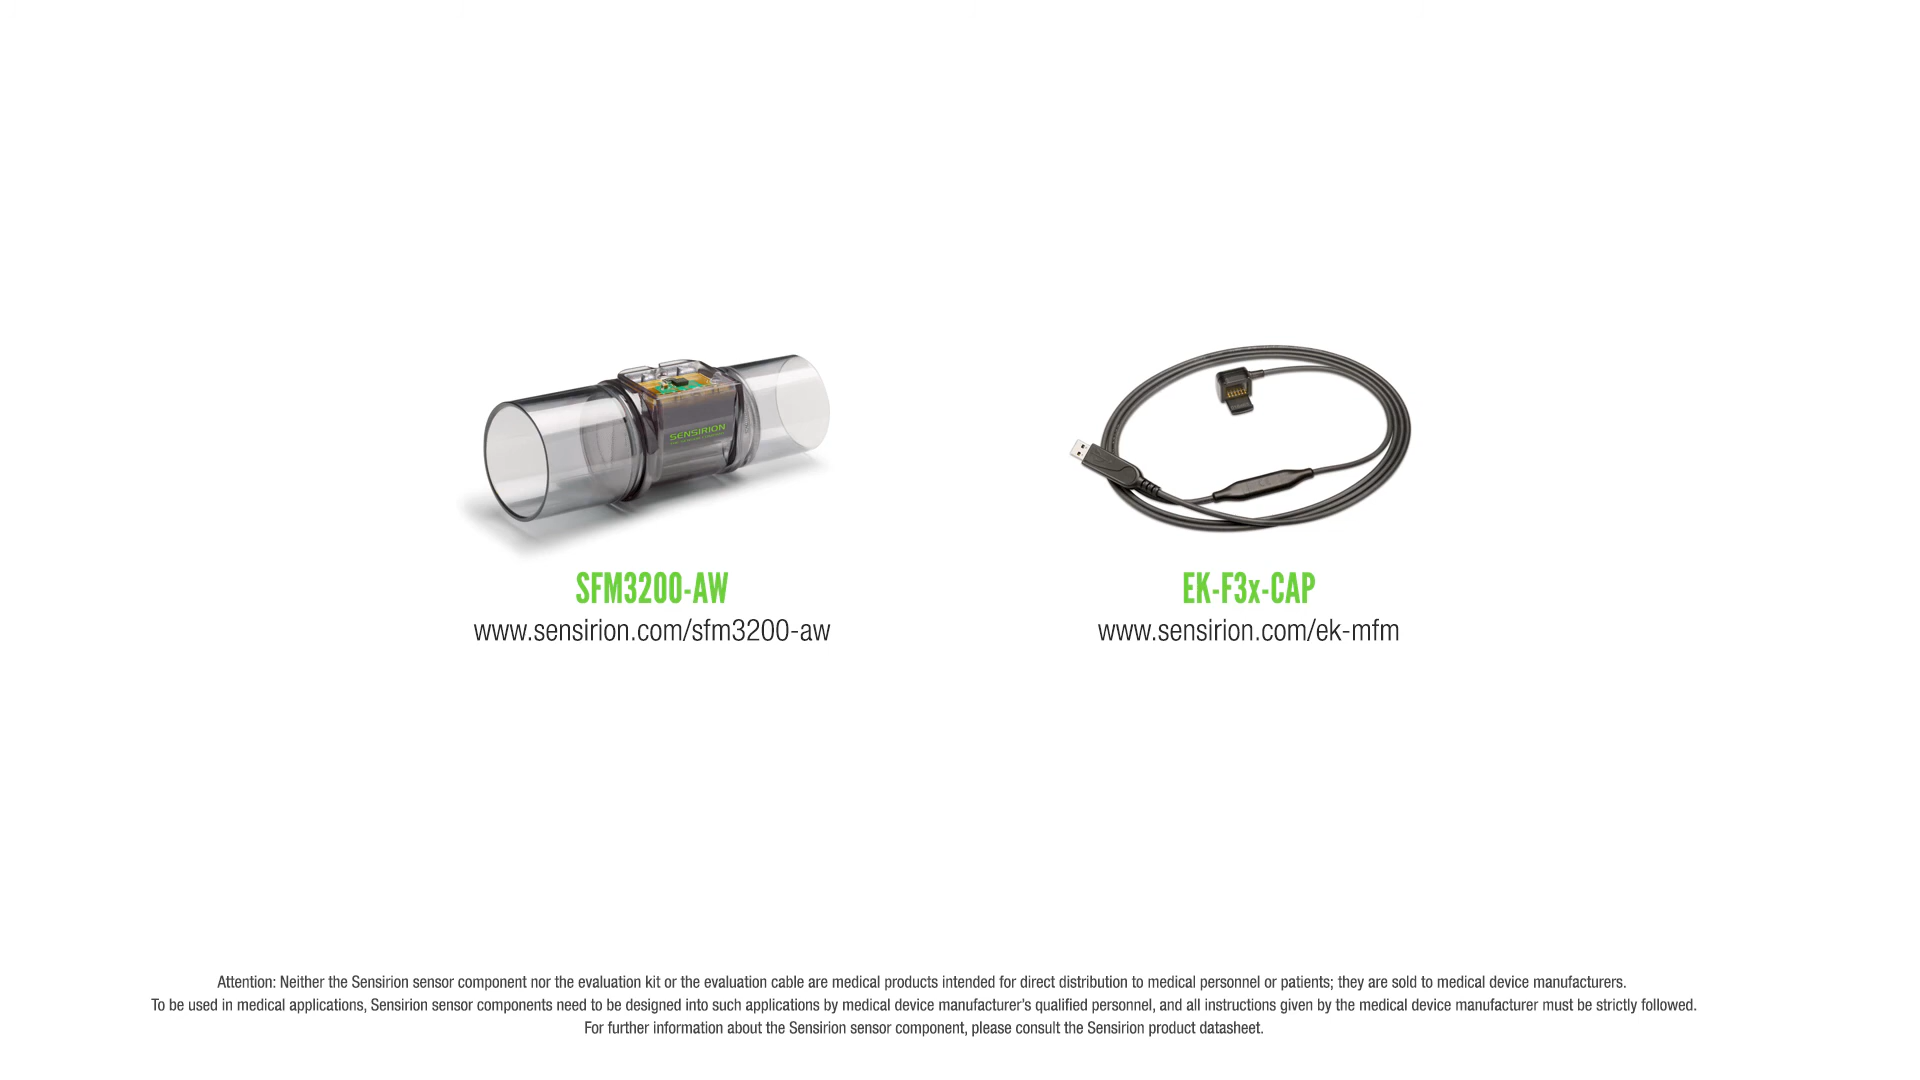 SENSIRION
SFM3200-AW
www.sensirion.com/sfm3200-aw
EK-F3x-CAP
www.sensirion.com/ek-mfm
Attention: Neither the Sensirion sensor component nor the evaluation kit or the evaluation cable are medical products intended for direct distribution to medical personnel or patients; they are sold to medical device manufacturers.
To be used in medical applications, Sensirion sensor components need to be designed into such applications by medical device manufacturer's qualified personnel, and all instructions given by the medical device manufacturer must be strictly followed.
For further information about the Sensirion sensor component, please consult the Sensirion product datasheet.